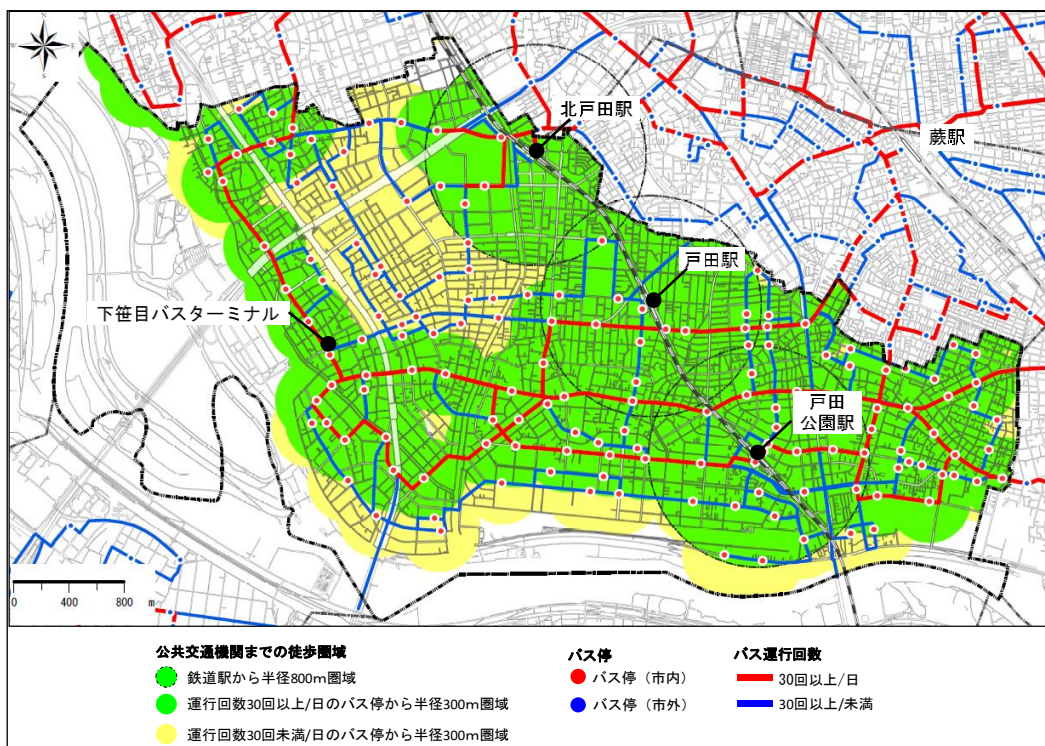 N
W
E
S
北戸田駅
蕨駅
戸田駅
下笹目バスターミナル
戸田
公園駅
0 400 800 m
公共交通機関までの徒歩圏域
鉄道駅から半径800m圏域
運行回数30回以上/日のバス停から半径300m圏域
運行回数30回未満/日のバス停から半径300m圏域
バス停
バス停（市内）
バス停（市外）
バス運行回数
30回以上/日
30回以上/未満